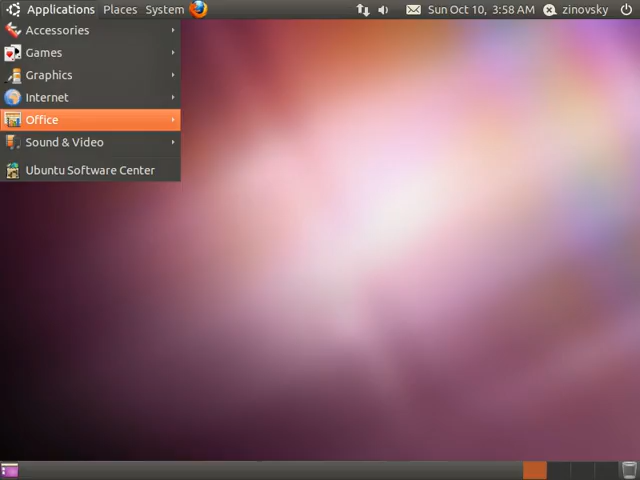 Applications Places System Sun Oct 10, 3:58 AM zinovsky
Accessories
Games
Graphics
Internet
Office
Sound & Video
Ubuntu Software Center